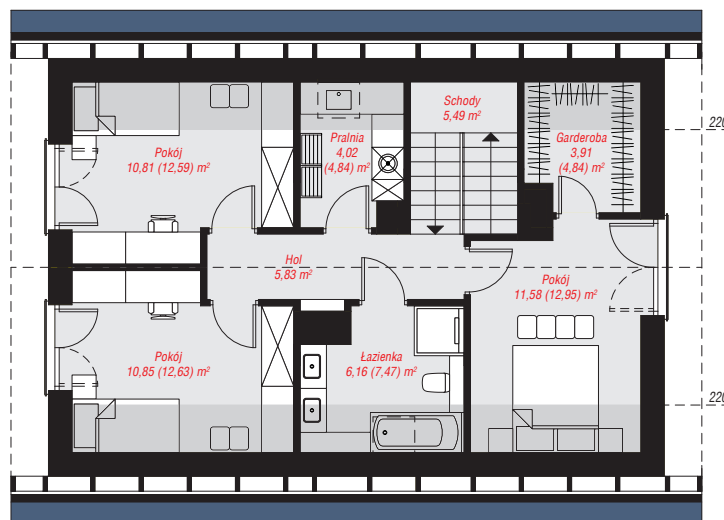 Schody
5,49 m²
220
Pokój
10,81 (12,59) m²
Pralnia
4,02
(4,84) m²
Garderoba
3,91
(4,84) m²
Hol
5,83 m²
Pokój
11,58 (12,95) m²
Pokój
10,85 (12,63) m²
Łazienka
6,16 (7,47) m²
220